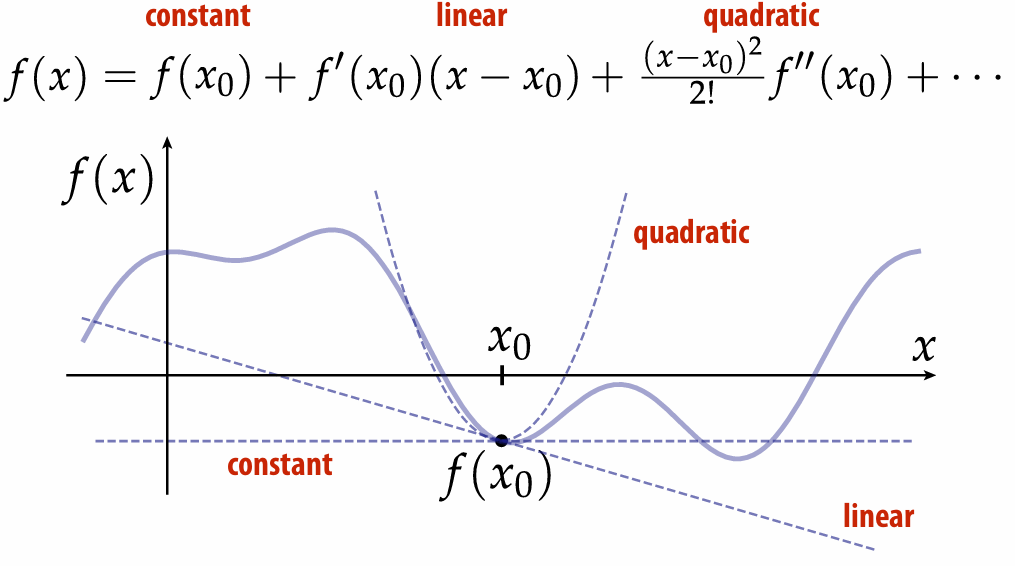 constant linear quadratic
f(x) = f(x₀) + f′(x₀)(x − x₀) + (x−x₀)²/2! f″(x₀) + ⋯
f(x)
quadratic
x₀
x
constant
f(x₀)
linear